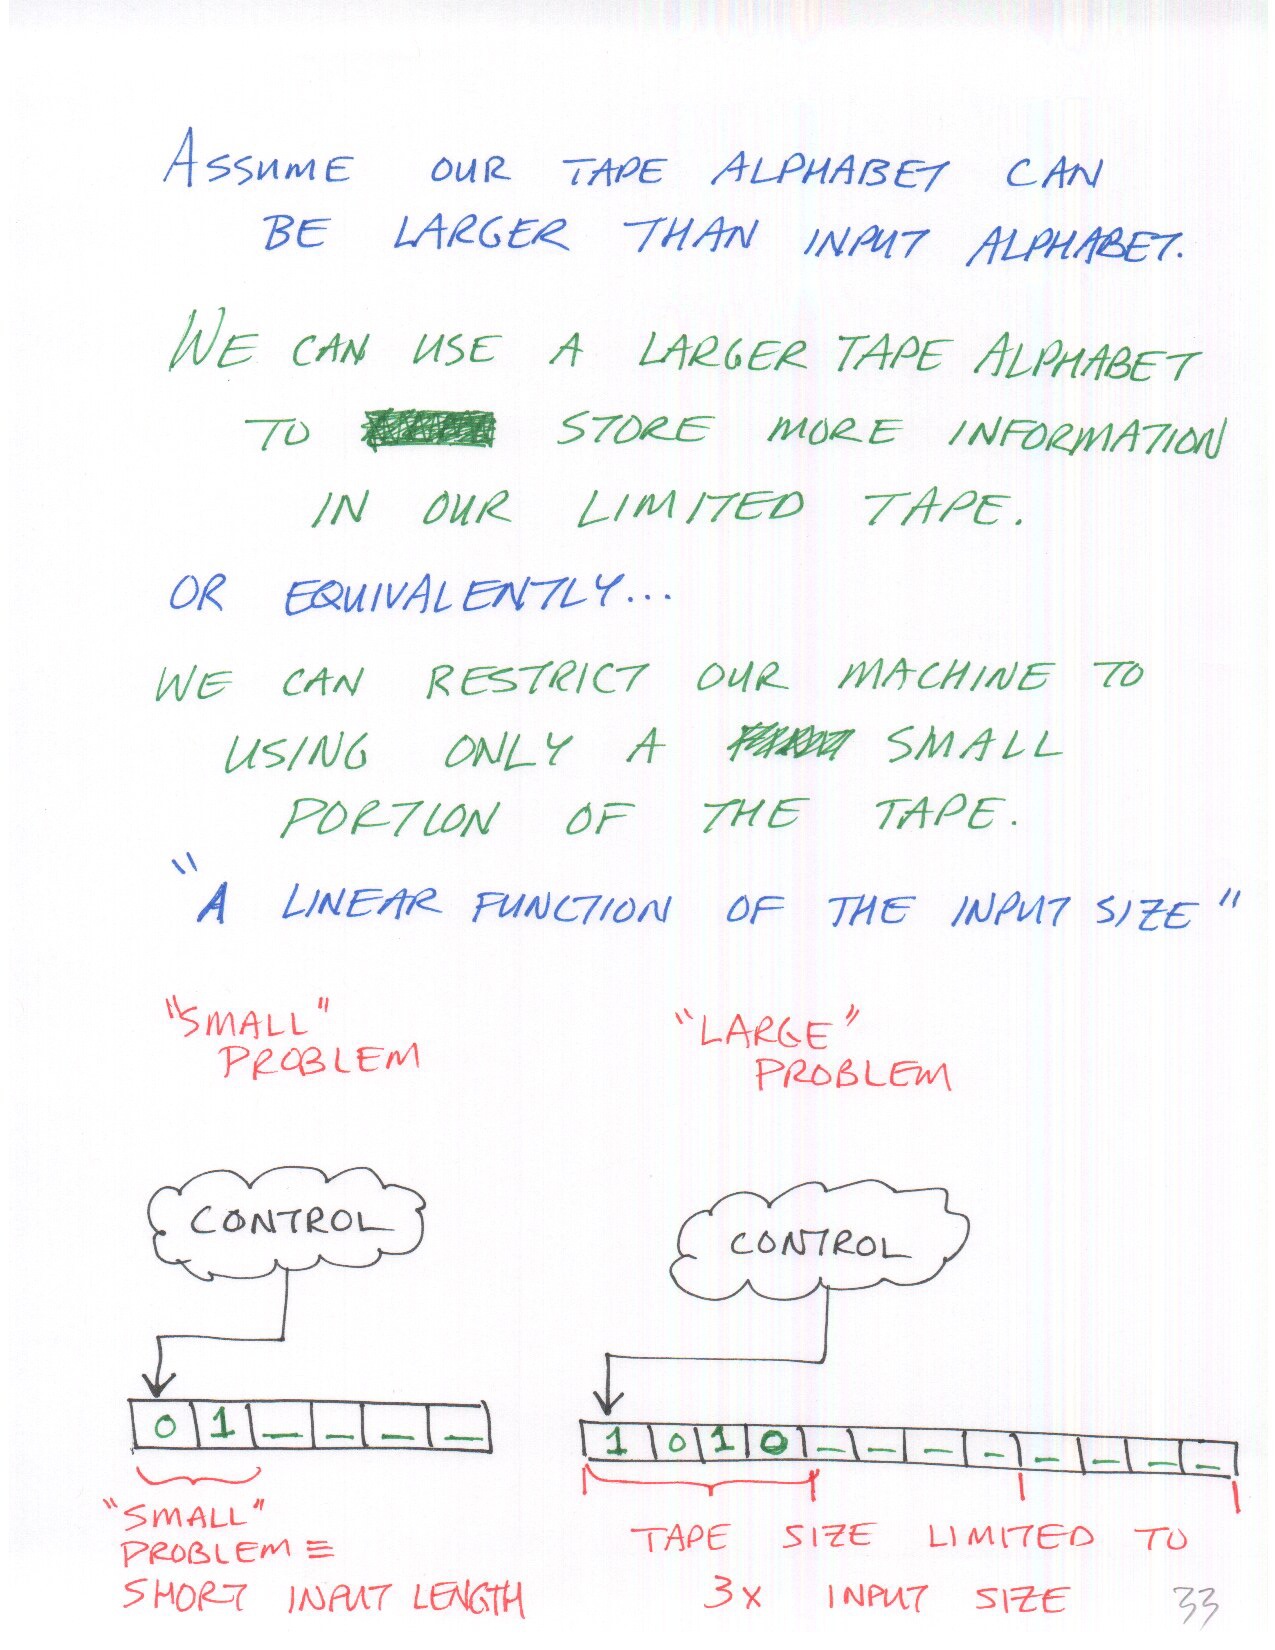 ASSUME OUR TAPE ALPHABET CAN
BE LARGER THAN INPUT ALPHABET.
WE CAN USE A LARGER TAPE ALPHABET
TO STORE MORE INFORMATION
IN OUR LIMITED TAPE.
OR EQUIVALENTLY...
WE CAN RESTRICT OUR MACHINE TO
USING ONLY A SMALL
PORTION OF THE TAPE.
"A LINEAR FUNCTION OF THE INPUT SIZE"
"SMALL"
PROBLEM
"LARGE"
PROBLEM
CONTROL
CONTROL
0 1 _ _ _ _
1 0 1 0 _ _ _ _ _ _ _ _
"SMALL"
PROBLEM ≡
SHORT INPUT LENGTH
TAPE SIZE LIMITED TO
3x INPUT SIZE
33